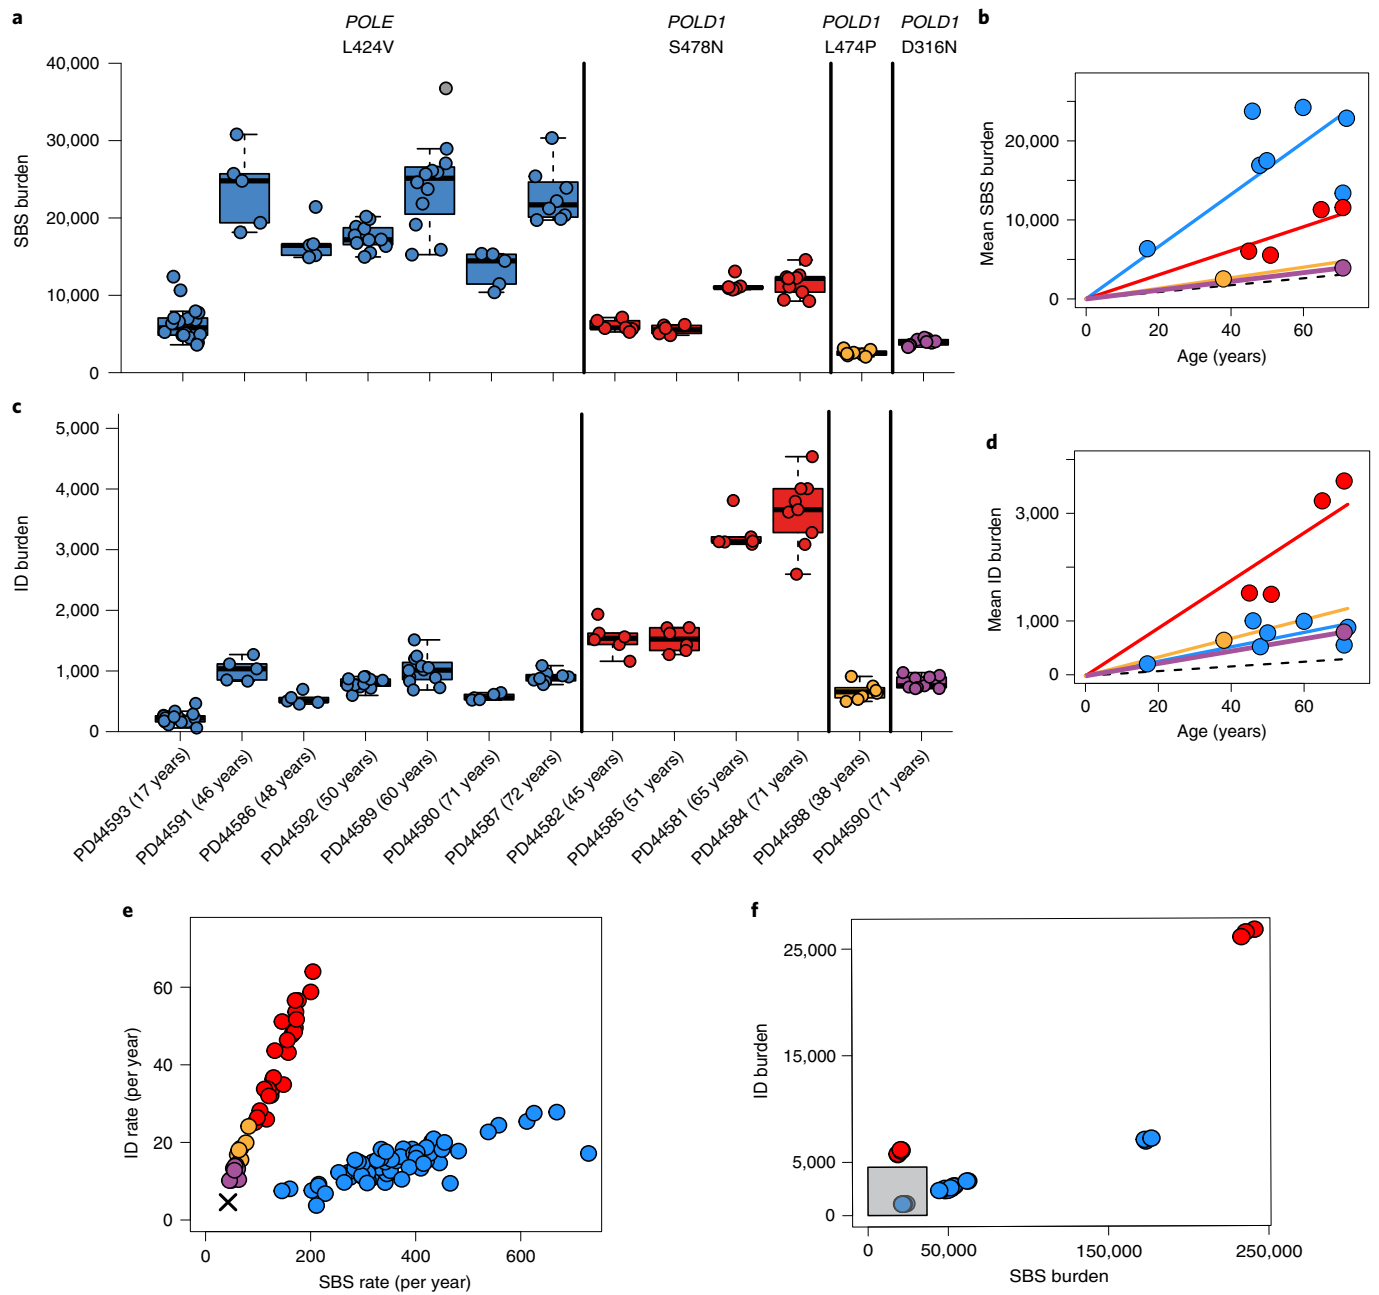 a
POLE
L424V
POLD1
S478N
POLD1
L474P
POLD1
D316N
SBS burden
40,000
30,000
20,000
10,000
0
b
Mean SBS burden
20,000
10,000
0
0 20 40 60
Age (years)
c
ID burden
5,000
4,000
3,000
2,000
1,000
0
PD44593 (17 years)
PD44591 (46 years)
PD44586 (48 years)
PD44592 (50 years)
PD44589 (60 years)
PD44580 (71 years)
PD44587 (72 years)
PD44582 (45 years)
PD44585 (51 years)
PD44581 (65 years)
PD44584 (71 years)
PD44588 (38 years)
PD44590 (71 years)
d
Mean ID burden
3,000
1,000
0
0 20 40 60
Age (years)
e
ID rate (per year)
60
40
20
0
0 200 400 600
SBS rate (per year)
f
ID burden
25,000
15,000
5,000
0
0 50,000 150,000 250,000
SBS burden